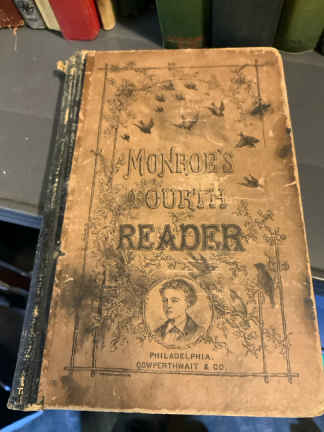 MONROE'S
FOURTH
READER
PHILADELPHIA.
COWPERTHWAIT & CO.